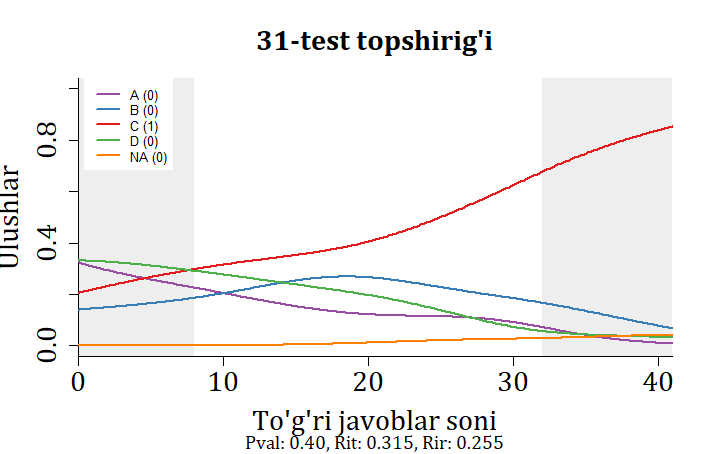 31-test topshirig'i
A (0)
B (0)
C (1)
D (0)
NA (0)
Ulushlar
0.0
0.4
0.8
0
10
20
30
40
To'g'ri javoblar soni
Pval: 0.40, Rit: 0.315, Rir: 0.255